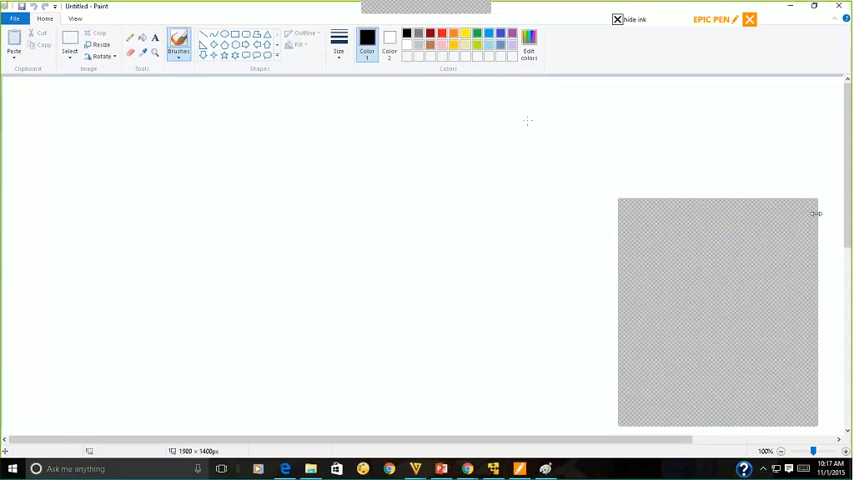 Untitled - Paint
File
Home
View
hide ink
EPIC PEN
Paste
Cut
Copy
Clipboard
Select
Crop
Resize
Rotate
Image
Tools
Brushes
Shapes
Outline
Fill
Size
Color
1
Color
2
Edit
colors
Colors
1900 × 1400px
100%
Ask me anything
10:17 AM
11/1/2015